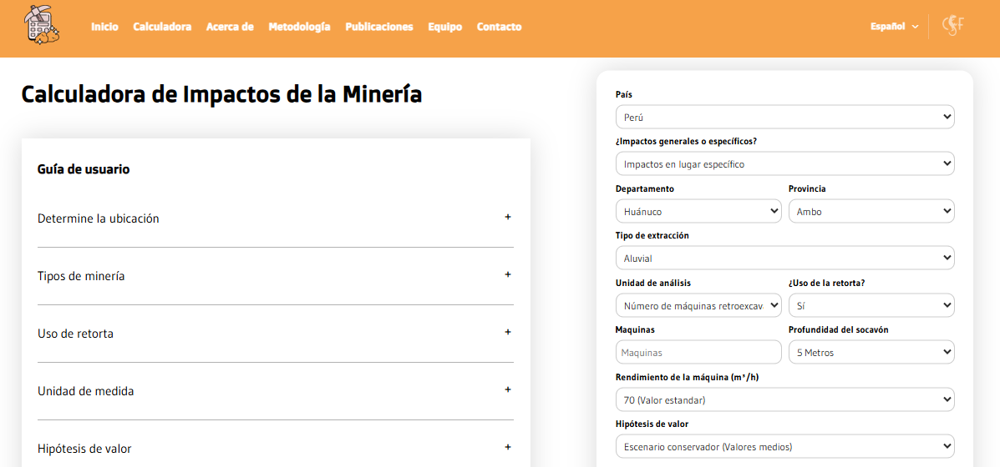 Inicio Calculadora Acerca de Metodología Publicaciones Equipo Contacto Español CSF
Calculadora de Impactos de la Minería
Guía de usuario
Determine la ubicación +
Tipos de minería +
Uso de retorta +
Unidad de medida +
Hipótesis de valor +
País
Perú
¿Impactos generales o específicos?
Impactos en lugar específico
Departamento Provincia
Huánuco Ambo
Tipo de extracción
Aluvial
Unidad de análisis ¿Uso de la retorta?
Número de máquinas retroexcav Sí
Maquinas Profundidad del socavón
Maquinas 5 Metros
Rendimiento de la máquina (m³/h)
70 (Valor estandar)
Hipótesis de valor
Escenario conservador (Valores medios)